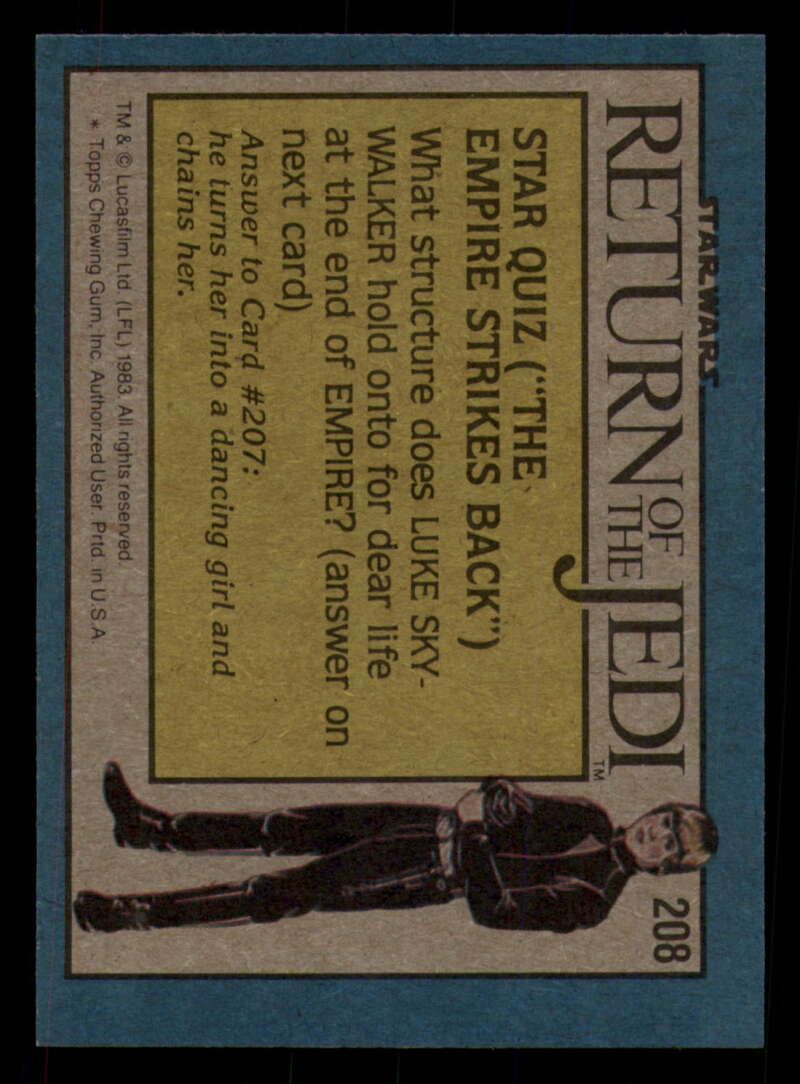 STAR WARS
RETURN OF THE JEDI TM
208
STAR QUIZ ("THE
EMPIRE STRIKES BACK")
What structure does LUKE SKY-
WALKER hold onto for dear life
at the end of EMPIRE? (answer on
next card)
Answer to Card #207:
he turns her into a dancing girl and
chains her.
TM & © Lucasfilm Ltd. (LFL) 1983. All rights reserved.
* Topps Chewing Gum, Inc. Authorized User. Prtd. in U.S.A.